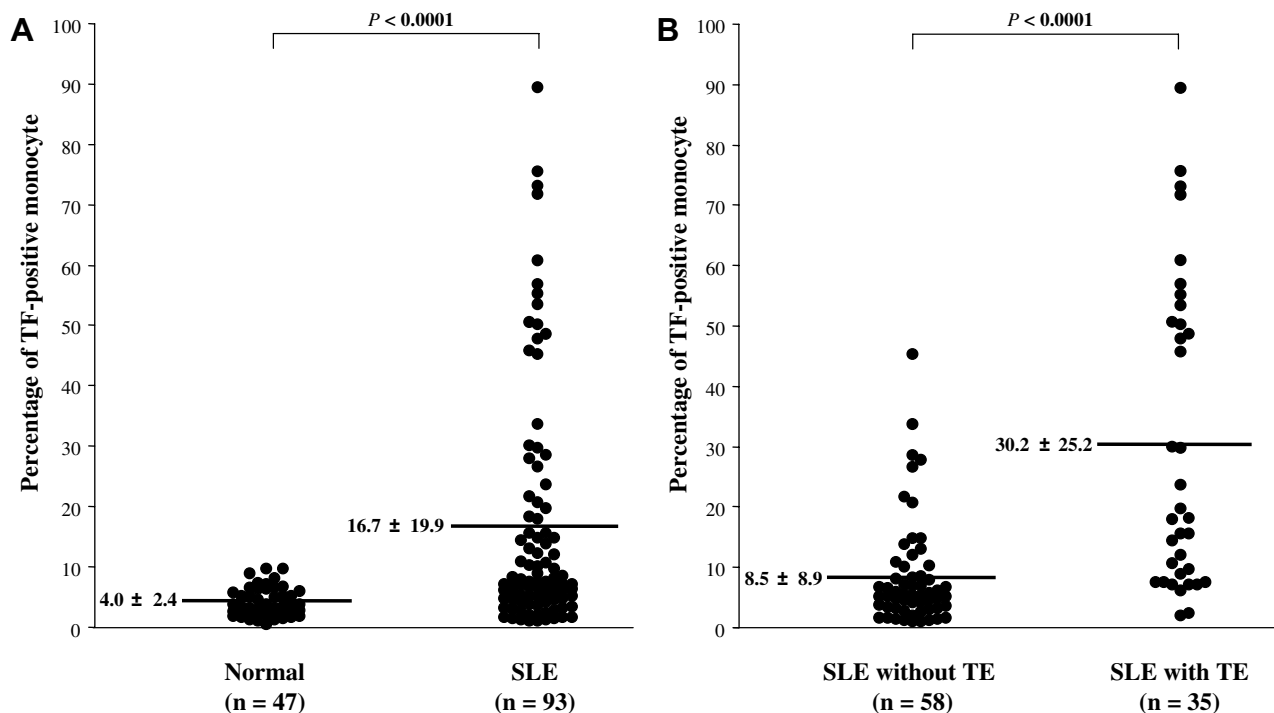 A
P < 0.0001
Percentage of TF-positive monocyte
100
90
80
70
60
50
40
30
20
10
0
16.7 ± 19.9
4.0 ± 2.4
Normal
(n = 47)
SLE
(n = 93)
B
P < 0.0001
Percentage of TF-positive monocyte
100
90
80
70
60
50
40
30
20
10
0
30.2 ± 25.2
8.5 ± 8.9
SLE without TE
(n = 58)
SLE with TE
(n = 35)